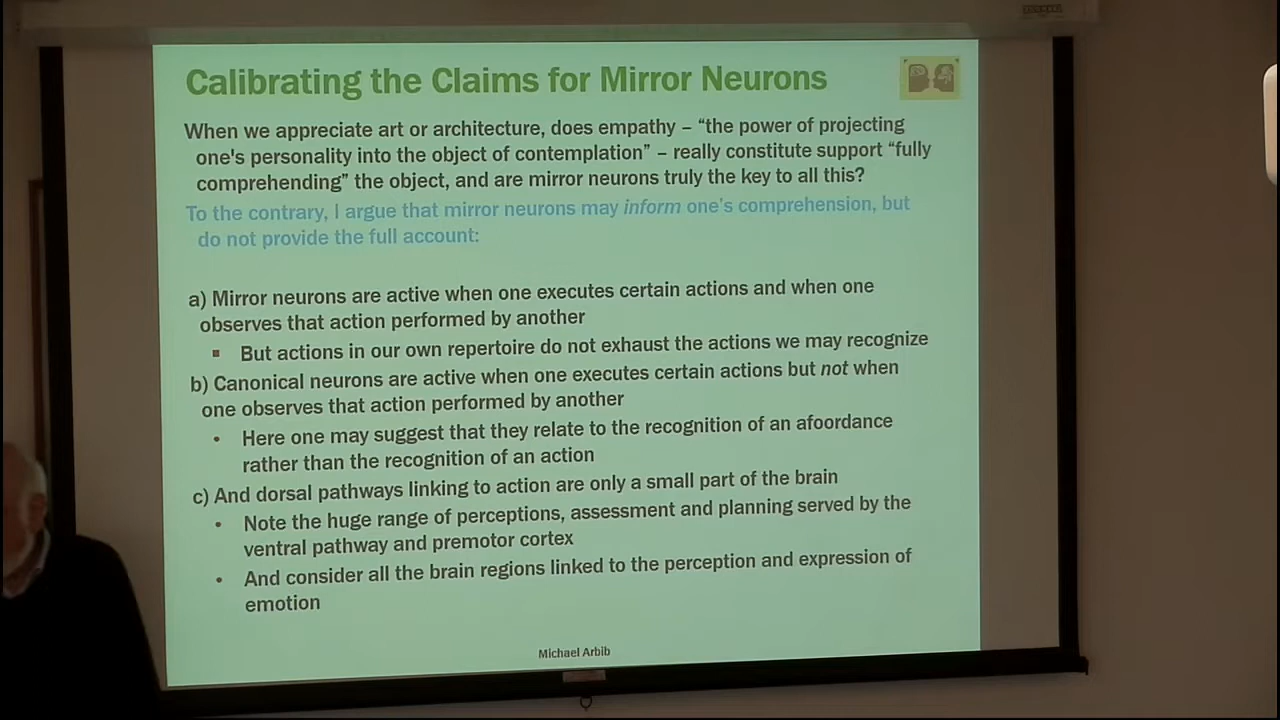 Calibrating the Claims for Mirror Neurons
When we appreciate art or architecture, does empathy – “the power of projecting
one's personality into the object of contemplation” – really constitute support “fully
comprehending” the object, and are mirror neurons truly the key to all this?
To the contrary, I argue that mirror neurons may inform one’s comprehension, but
do not provide the full account:
a) Mirror neurons are active when one executes certain actions and when one
observes that action performed by another
▪ But actions in our own repertoire do not exhaust the actions we may recognize
b) Canonical neurons are active when one executes certain actions but not when
one observes that action performed by another
• Here one may suggest that they relate to the recognition of an afoordance
rather than the recognition of an action
c) And dorsal pathways linking to action are only a small part of the brain
• Note the huge range of perceptions, assessment and planning served by the
ventral pathway and premotor cortex
• And consider all the brain regions linked to the perception and expression of
emotion
Michael Arbib